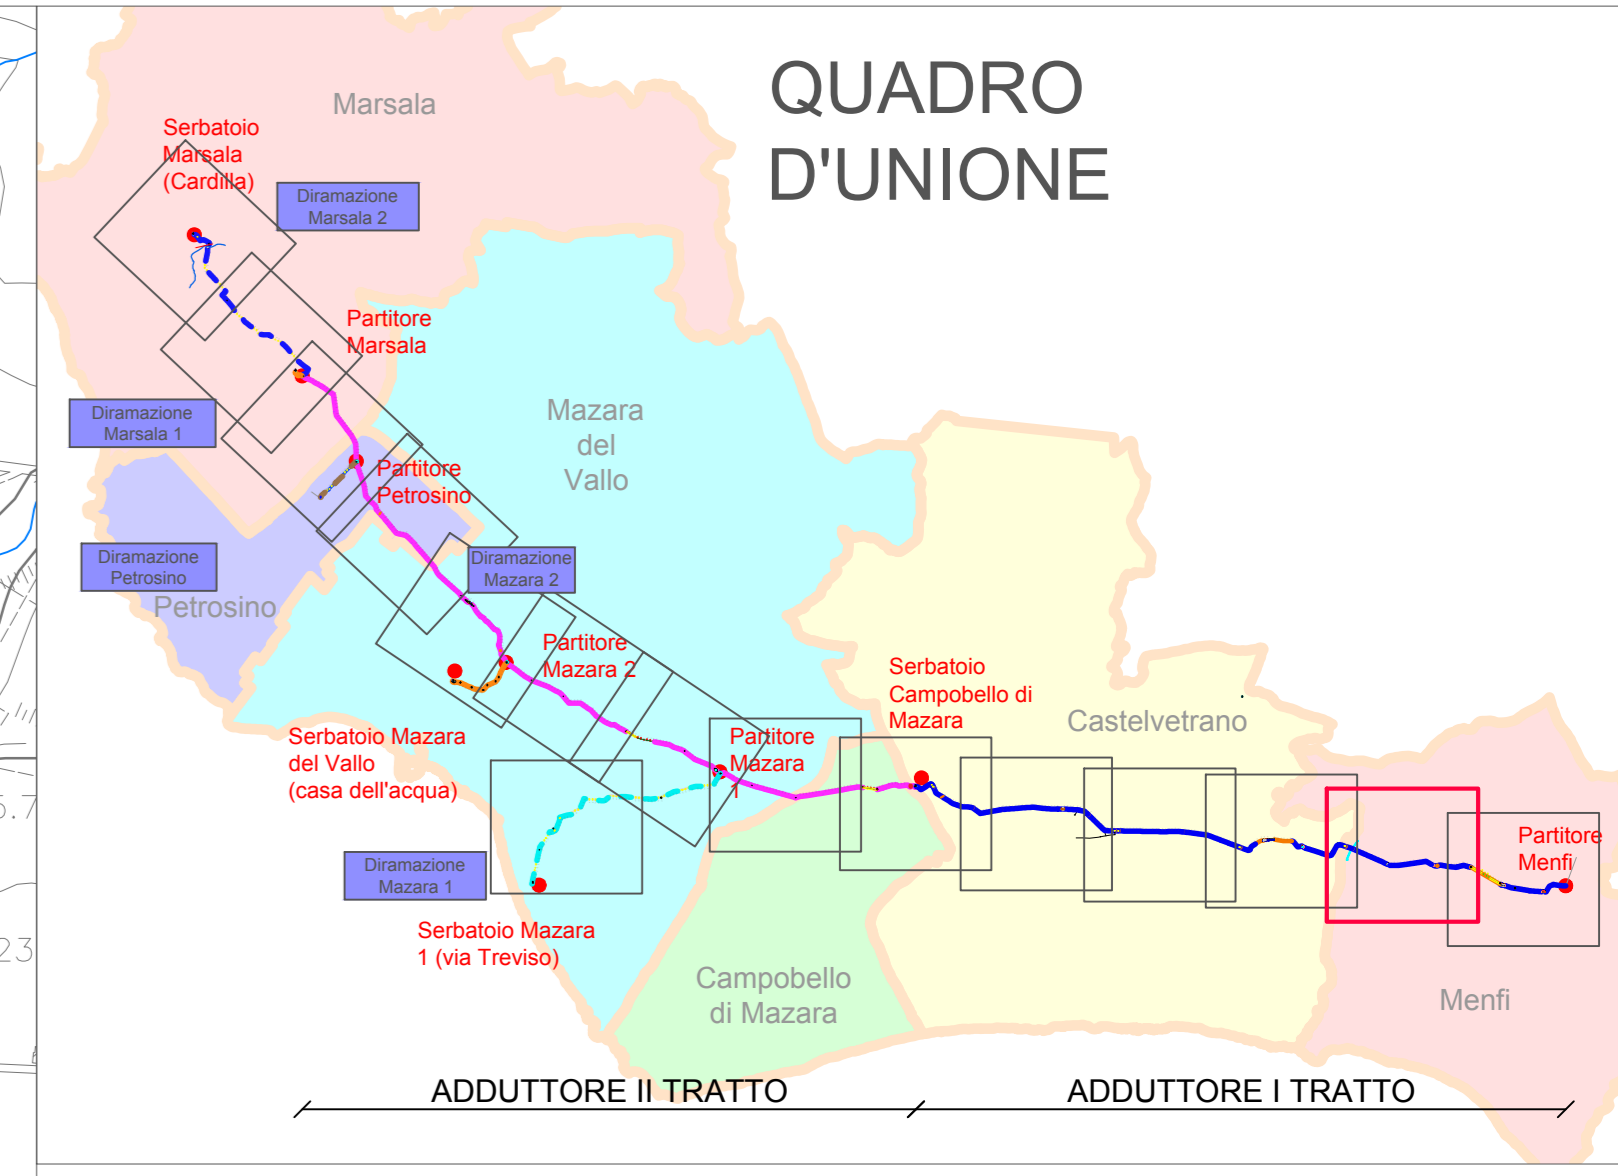 QUADRO
D'UNIONE
Marsala
Serbatoio
Marsala
(Cardilla)
Diramazione
Marsala 2
Partitore
Marsala
Diramazione
Marsala 1
Mazara
del
Vallo
Partitore
Petrosino
Diramazione
Petrosino
Petrosino
Diramazione
Mazara 2
Partitore
Mazara 2
Serbatoio
Campobello di
Mazara
Castelvetrano
Serbatoio Mazara
del Vallo
(casa dell'acqua)
Partitore
Mazara
1
Partitore
Menfi
Diramazione
Mazara 1
Serbatoio Mazara
1 (via Treviso)
Campobello
di Mazara
Menfi
ADDUTTORE II TRATTO
ADDUTTORE I TRATTO
23